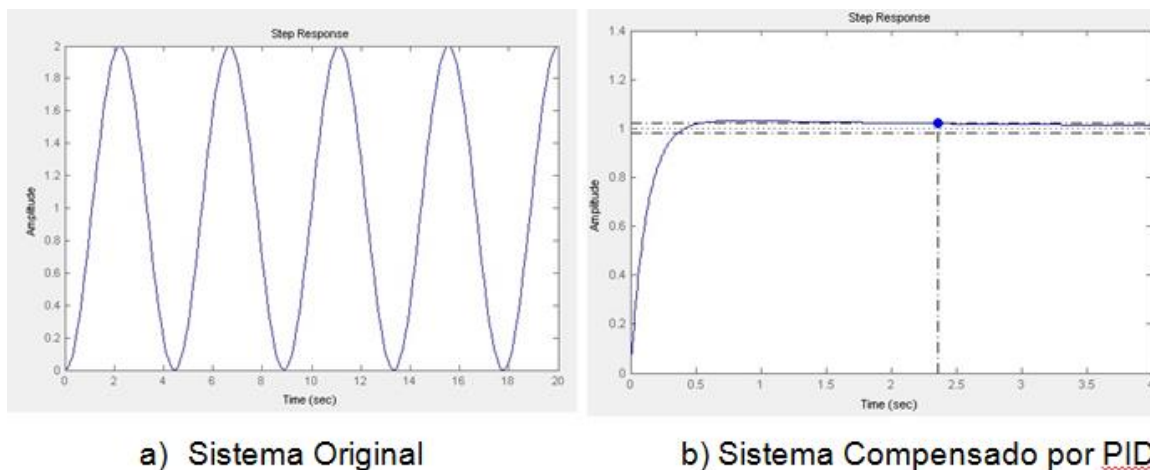 Step Response
Amplitude
2
1.8
1.6
1.4
1.2
1
0.8
0.6
0.4
0.2
0
0 2 4 6 8 10 12 14 16 18 20
Time (sec)
a) Sistema Original
Step Response
Amplitude
1.4
1.2
1
0.8
0.6
0.4
0.2
0
0 0.5 1 1.5 2 2.5 3 3.5 4
Time (sec)
b) Sistema Compensado por PID